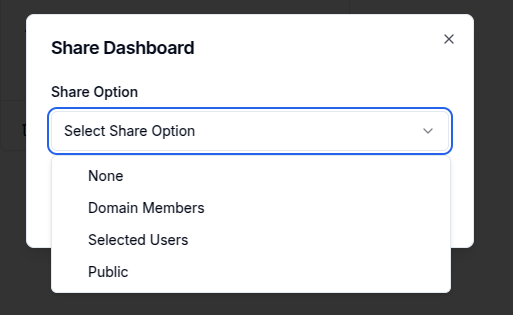 Share Dashboard
Share Option
Select Share Option
None
Domain Members
Selected Users
Public